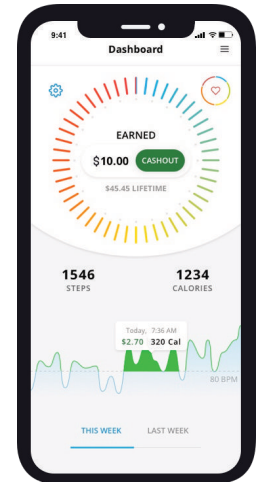 9:41
Dashboard
EARNED
$10.00 CASHOUT
$45.45 LIFETIME
1546 1234
STEPS CALORIES
Today, 7:36 AM
$2.70 320 Cal
80 BPM
THIS WEEK LAST WEEK